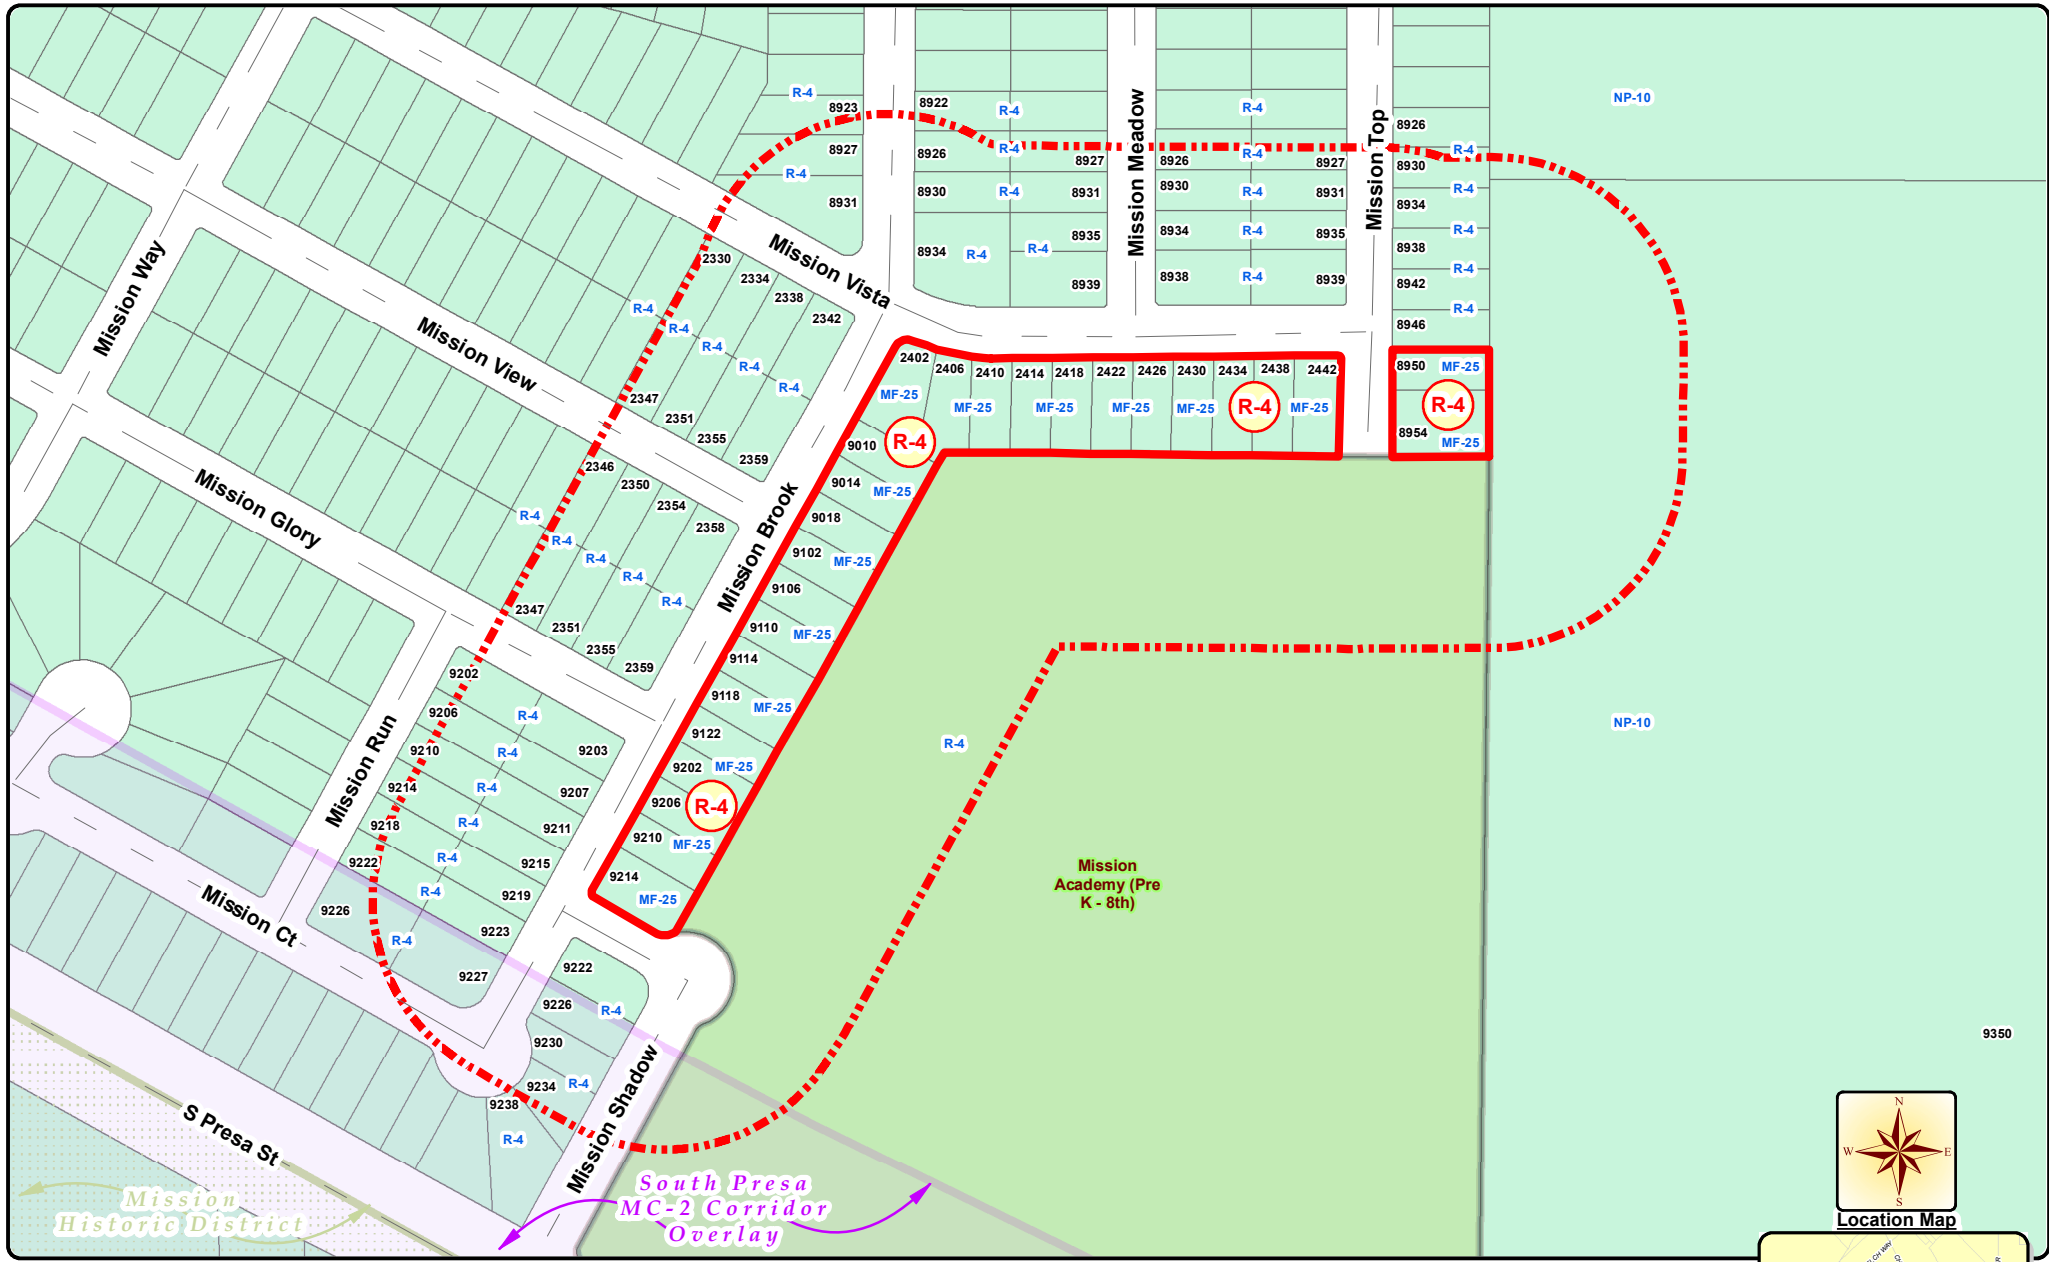 R-4
8923
8922
R-4
R-4
NP-10
8926
8927
R-4
8926
R-4
8927
Mission Meadow
8926
R-4
8927
Mission Top
R-4
8930
8931
8930
R-4
8931
8930
R-4
8931
R-4
8934
8934
R-4
R-4
8935
8934
R-4
8935
R-4
8938
8939
8938
R-4
8939
R-4
8942
R-4
8946
Mission Way
Mission Vista
2330
2334
2338
2342
R-4
R-4
R-4
R-4
R-4
Mission View
2347
2351
2355
2359
2402
2406
2410
2414
2418
2422
2426
2430
2434
2438
2442
MF-25
MF-25
MF-25
MF-25
MF-25
R-4
MF-25
8950
MF-25
R-4
8954
MF-25
R-4
9010
9014
MF-25
9018
9102
MF-25
9106
9110
MF-25
9114
9118
MF-25
9122
9202
MF-25
9206
R-4
9210
MF-25
9214
MF-25
Mission Brook
2346
2350
2354
2358
R-4
R-4
R-4
R-4
R-4
Mission Glory
2347
2351
2355
2359
9202
9206
R-4
9210
R-4
9203
9214
R-4
9207
9218
R-4
9211
9222
R-4
9215
9226
R-4
9219
R-4
9223
9227
Mission Run
Mission Ct
R-4
NP-10
Mission
Academy (Pre
K - 8th)
9222
9226
R-4
9230
9234
R-4
9238
R-4
Mission Shadow
9350
S Presa St
Mission
Historic District
South Presa
MC-2 Corridor
Overlay
N
W
E
S
Location Map